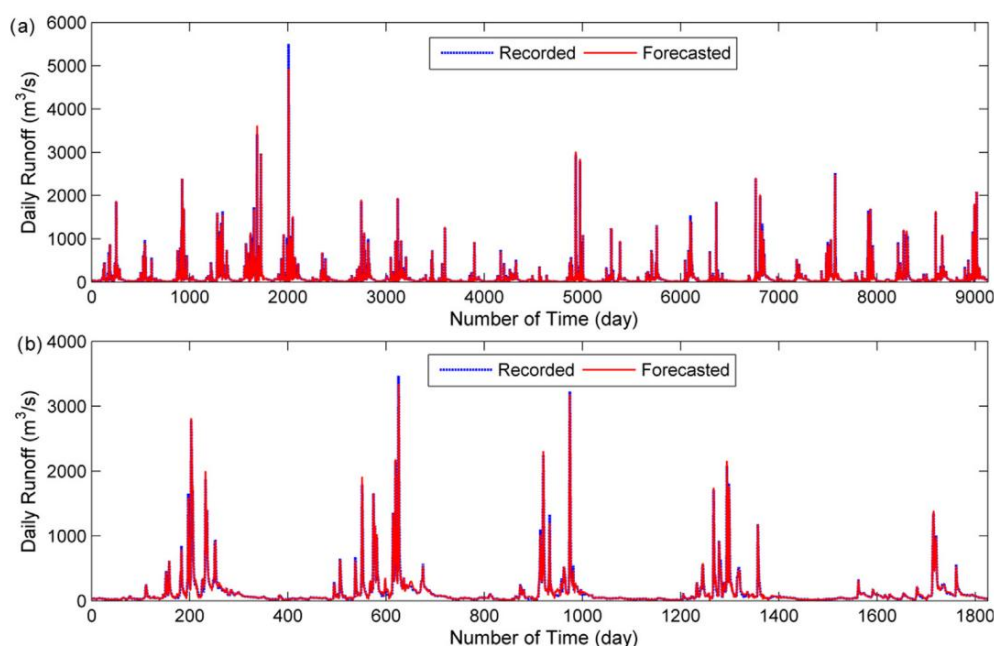 (a)
Daily Runoff (m³/s)
6000
5000
4000
3000
2000
1000
0
Recorded Forecasted
0 1000 2000 3000 4000 5000 6000 7000 8000 9000
Number of Time (day)
(b)
Daily Runoff (m³/s)
4000
3000
2000
1000
0
Recorded Forecasted
0 200 400 600 800 1000 1200 1400 1600 1800
Number of Time (day)